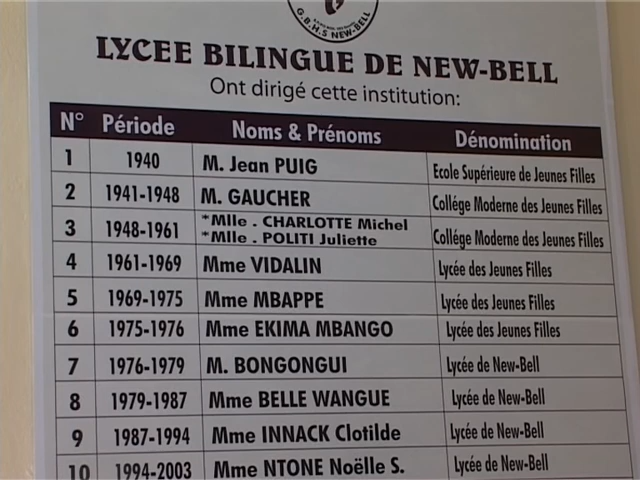 G.B.H.S NEW-BELL
LYCEE BILINGUE DE NEW-BELL
Ont dirigé cette institution:
N° Période Noms & Prénoms Dénomination
1 1940 M. Jean PUIG Ecole Supérieure de Jeunes Filles
2 1941-1948 M. GAUCHER Collége Moderne des Jeunes Filles
3 1948-1961 *Mlle . CHARLOTTE Michel
*Mlle . POLITI Juliette Collége Moderne des Jeunes Filles
4 1961-1969 Mme VIDALIN Lycée des Jeunes Filles
5 1969-1975 Mme MBAPPE Lycée des Jeunes Filles
6 1975-1976 Mme EKIMA MBANGO Lycée des Jeunes Filles
7 1976-1979 M. BONGONGUI Lycée de New-Bell
8 1979-1987 Mme BELLE WANGUE Lycée de New-Bell
9 1987-1994 Mme INNACK Clotilde Lycée de New-Bell
10 1994-2003 Mme NTONE Noëlle S. Lycée de New-Bell